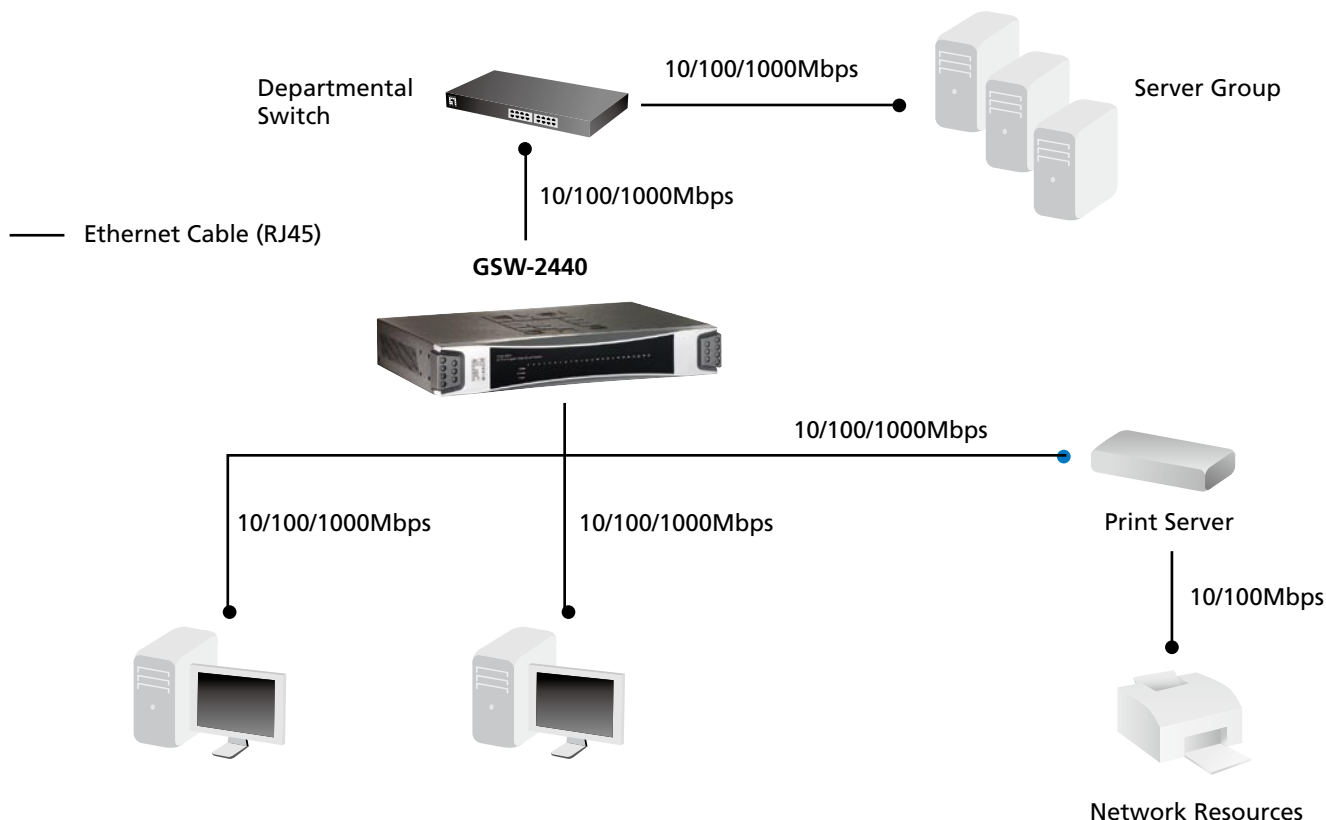 10/100/1000Mbps
Departmental
Switch
Server Group
10/100/1000Mbps
Ethernet Cable (RJ45)
GSW-2440
10/100/1000Mbps
10/100/1000Mbps
10/100/1000Mbps
Print Server
10/100Mbps
Network Resources